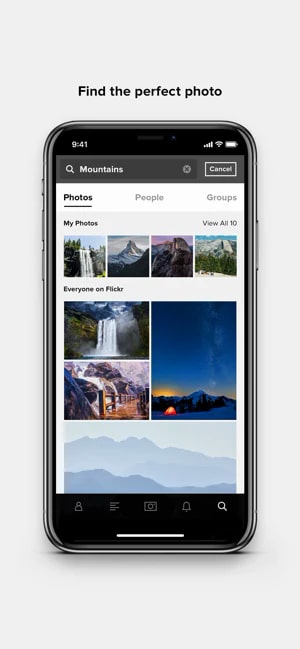 Find the perfect photo
9:41
Mountains
Cancel
Photos People Groups
My Photos View All 10
Everyone on Flickr